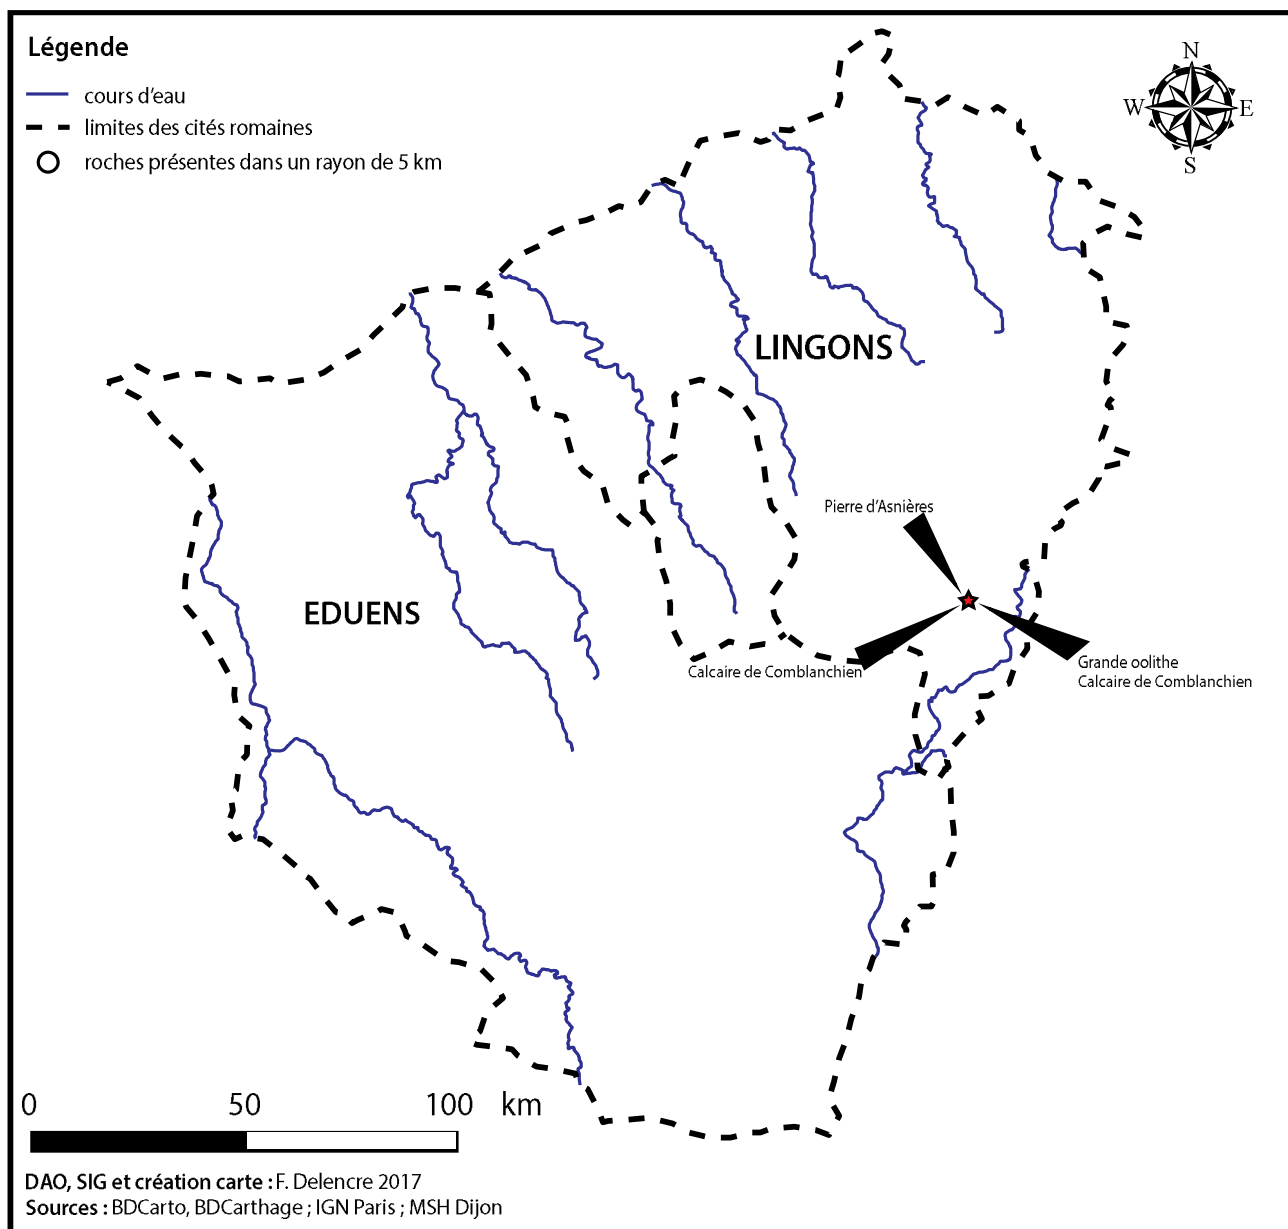 Légende
cours d'eau
limites des cités romaines
roches présentes dans un rayon de 5 km
N
W E
S
LINGONS
Pierre d'Asnières
EDUENS
Calcaire de Comblanchien
Grande oolithe
Calcaire de Comblanchien
0 50 100 km
DAO, SIG et création carte : F. Delencre 2017
Sources : BDCarto, BDCarthage ; IGN Paris ; MSH Dijon